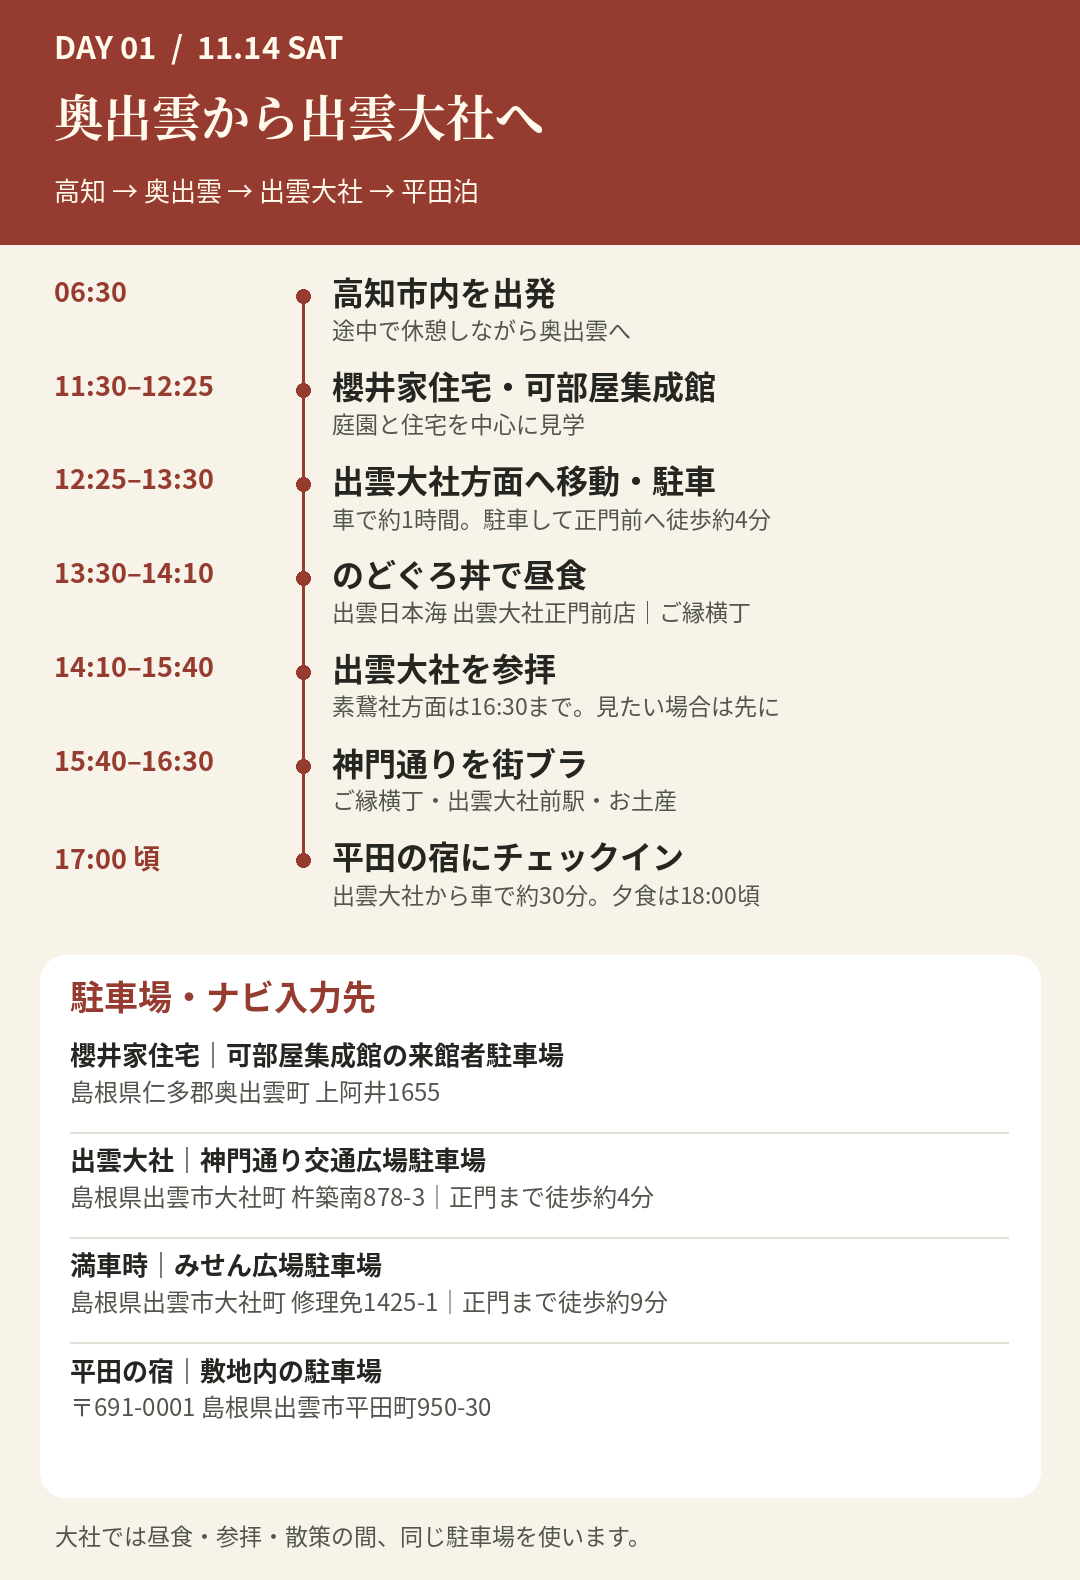 DAY 01 / 11.14 SAT
奥出雲から出雲大社へ
高知 → 奥出雲 → 出雲大社 → 平田泊
06:30
高知市内を出発
途中で休憩しながら奥出雲へ
11:30–12:25
櫻井家住宅・可部屋集成館
庭園と住宅を中心に見学
12:25–13:30
出雲大社方面へ移動・駐車
車で約1時間。駐車して正門前へ徒歩約4分
13:30–14:10
のどぐろ丼で昼食
出雲日本海 出雲大社正門前店｜ご縁横丁
14:10–15:40
出雲大社を参拝
素鵞社方面は16:30まで。見たい場合は先に
15:40–16:30
神門通りを街ブラ
ご縁横丁・出雲大社前駅・お土産
17:00 頃
平田の宿にチェックイン
出雲大社から車で約30分。夕食は18:00頃
駐車場・ナビ入力先
櫻井家住宅｜可部屋集成館の来館者駐車場
島根県仁多郡奥出雲町 上阿井1655
出雲大社｜神門通り交通広場駐車場
島根県出雲市大社町 杵築南878-3｜正門まで徒歩約4分
満車時｜みせん広場駐車場
島根県出雲市大社町 修理免1425-1｜正門まで徒歩約9分
平田の宿｜敷地内の駐車場
〒691-0001 島根県出雲市平田町950-30
大社では昼食・参拝・散策の間、同じ駐車場を使います。